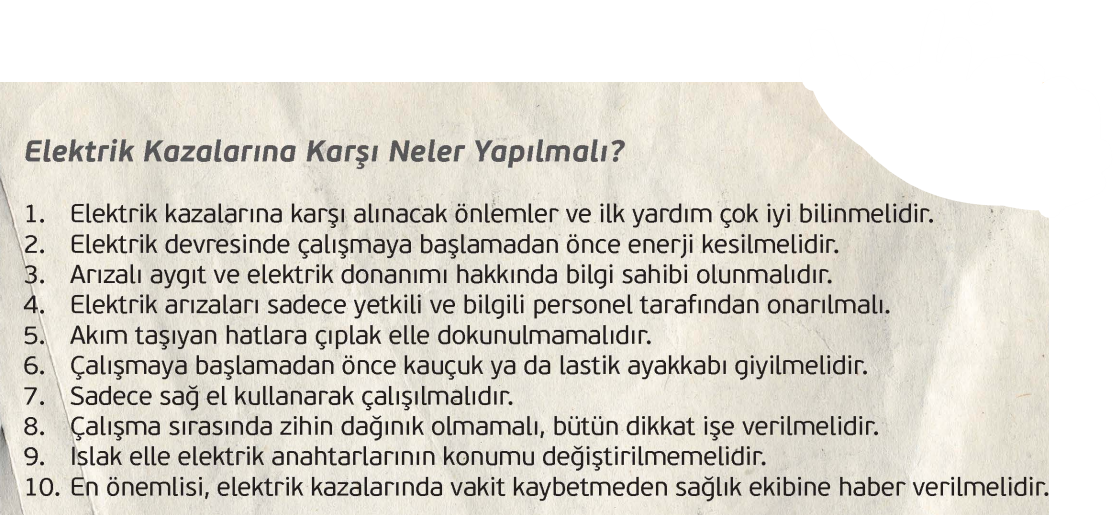 Elektrik Kazalarına Karşı Neler Yapılmalı?
1. Elektrik kazalarına karşı alınacak önlemler ve ilk yardım çok iyi bilinmelidir.
2. Elektrik devresinde çalışmaya başlamadan önce enerji kesilmelidir.
3. Arızalı aygıt ve elektrik donanımı hakkında bilgi sahibi olunmalıdır.
4. Elektrik arızaları sadece yetkili ve bilgili personel tarafından onarılmalı.
5. Akım taşıyan hatlara çıplak elle dokunulmamalıdır.
6. Çalışmaya başlamadan önce kauçuk ya da lastik ayakkabı giyilmelidir.
7. Sadece sağ el kullanarak çalışılmalıdır.
8. Çalışma sırasında zihin dağınık olmamalı, bütün dikkat işe verilmelidir.
9. Islak elle elektrik anahtarlarının konumu değiştirilmemelidir.
10. En önemlisi, elektrik kazalarında vakit kaybetmeden sağlık ekibine haber verilmelidir.